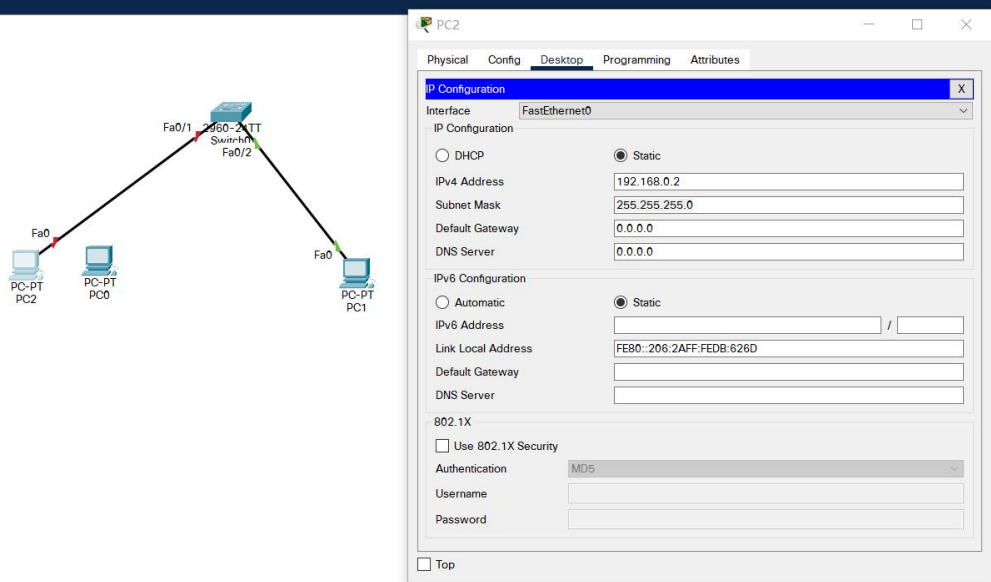 PC2
Physical Config Desktop Programming Attributes
IP Configuration X
Interface FastEthernet0
IP Configuration
DHCP Static
IPv4 Address 192.168.0.2
Subnet Mask 255.255.255.0
Default Gateway 0.0.0.0
DNS Server 0.0.0.0
IPv6 Configuration
Automatic Static
IPv6 Address /
Link Local Address FE80::206:2AFF:FEDB:626D
Default Gateway
DNS Server
802.1X
Use 802.1X Security
Authentication MD5
Username
Password
Top
Fa0/1 2960-24TT
Switch0
Fa0/2
Fa0
PC-PT
PC2
PC-PT
PC0
Fa0
PC-PT
PC1